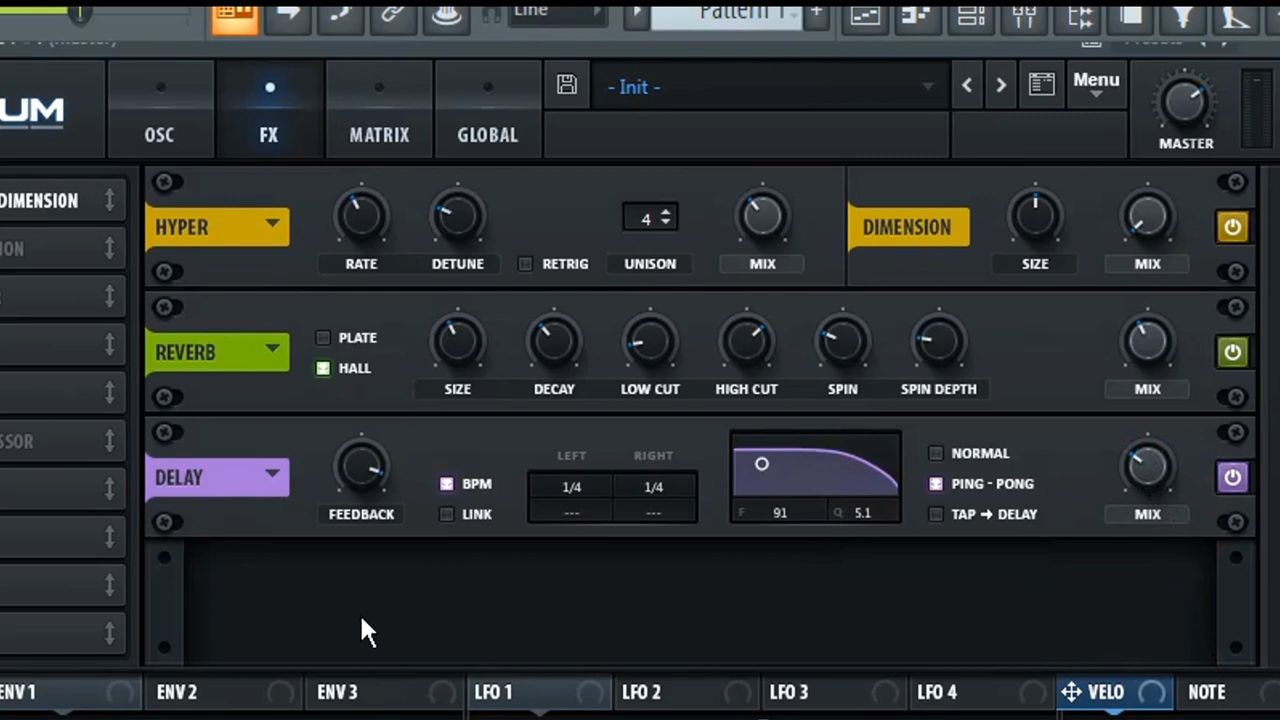 Line
Pattern 1
UM
OSC
FX
MATRIX
GLOBAL
- Init -
Menu
MASTER
DIMENSION
HYPER
RATE
DETUNE
RETRIG
4
UNISON
MIX
DIMENSION
SIZE
MIX
ION
REVERB
PLATE
HALL
SIZE
DECAY
LOW CUT
HIGH CUT
SPIN
SPIN DEPTH
MIX
SSOR
DELAY
FEEDBACK
BPM
LINK
LEFT
RIGHT
1/4
1/4
---
---
F
91
Q
5.1
NORMAL
PING - PONG
TAP → DELAY
MIX
ENV 1
ENV 2
ENV 3
LFO 1
LFO 2
LFO 3
LFO 4
VELO
NOTE